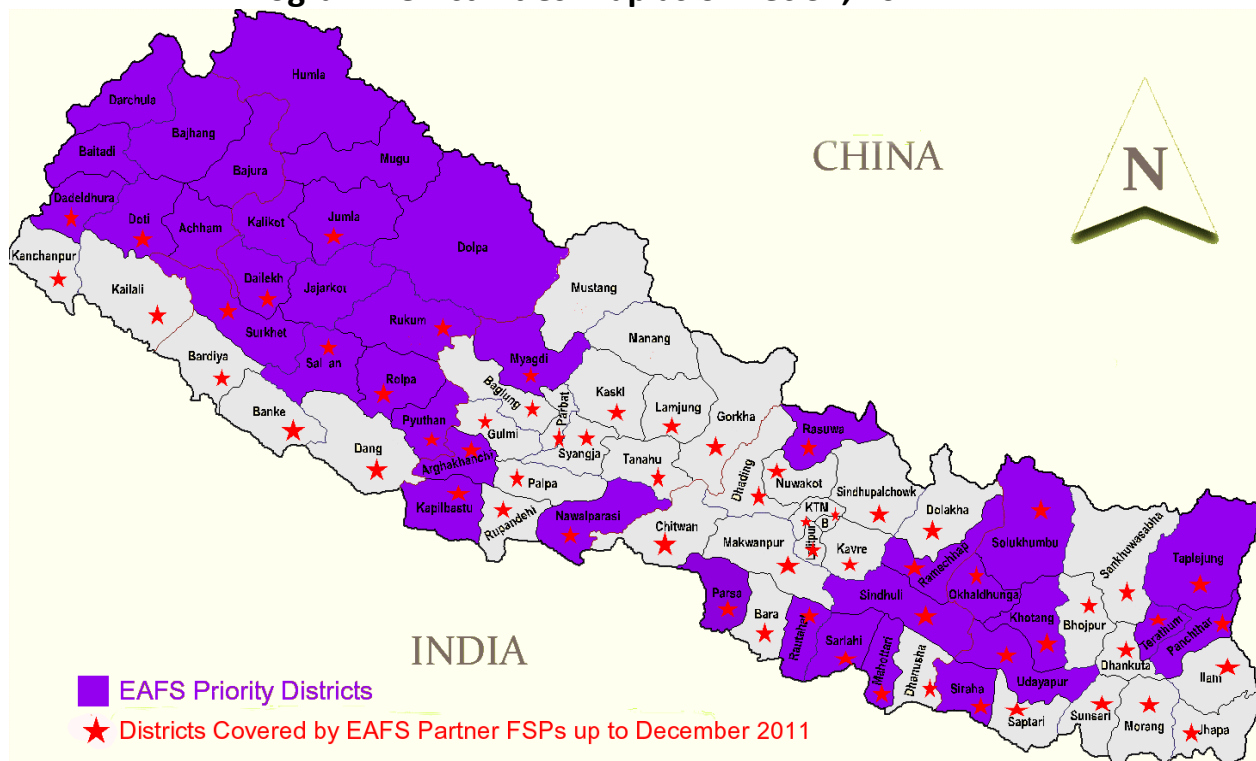 Humla
Darchula
Bajhang
Baitadi
Mugu
Bajura
CHINA
N
Dadeldhura
Doti
Achham
Kalikot
Jumla
Dolpa
Kanchanpur
Kailali
Dailekh
Jajarkot
Mustang
Surkhet
Rukum
Nanang
Bardiya
Sal an
Myagdi
Rolpa
Baglung
Parbat
Kaski
Lamjung
Gorkha
Banke
Pyuthan
Gulmi
Syangja
Rasuwa
Dang
Arghakhanchi
Tanahu
Dhading
Nuwakot
Palpa
Sindhupalchowk
Kapilbastu
Rupandehi
Nawalparasi
Dolakha
KTM
B
Chitwan
Makwanpur
Lalitpur
Kavre
Solukhumbu
Sankhuwasabha
Taplejung
Ramechhap
Parsa
Sindhuli
Okhaldhunga
Bara
Khotang
Bhojpur
Terathum
Panchthar
Rautahat
Sarlahi
INDIA
Mahottari
Dhanusha
Dhankuta
Siraha
Udayapur
Ilam
Saptari
Sunsari
Morang
Jhapa
EAFS Priority Districts
Districts Covered by EAFS Partner FSPs up to December 2011